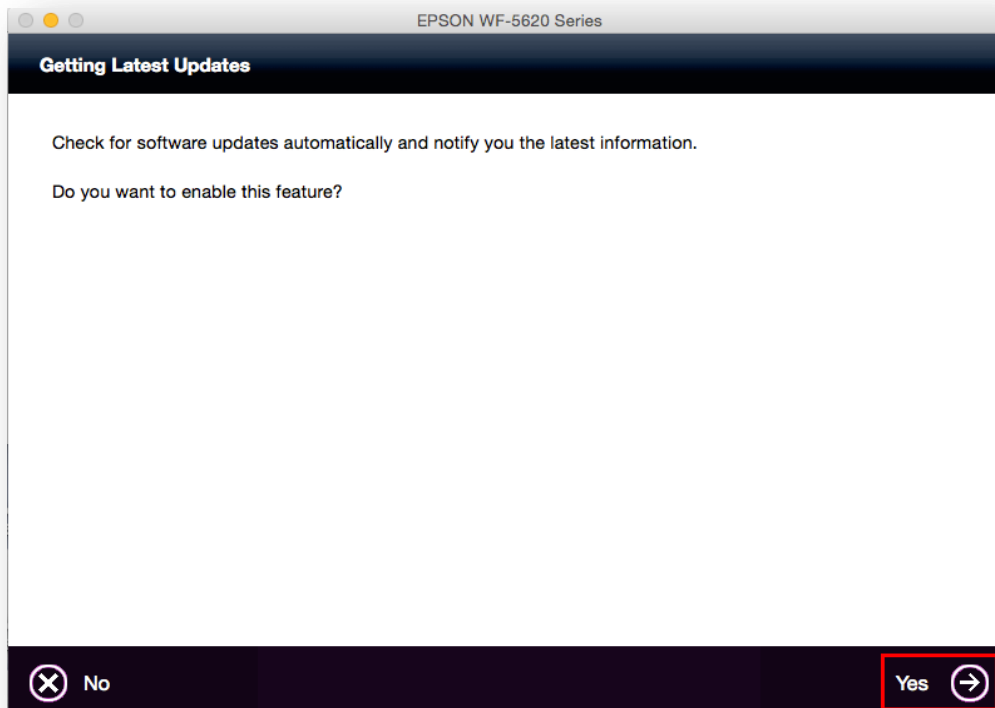 EPSON WF-5620 Series
Getting Latest Updates
Check for software updates automatically and notify you the latest information.
Do you want to enable this feature?
No
Yes